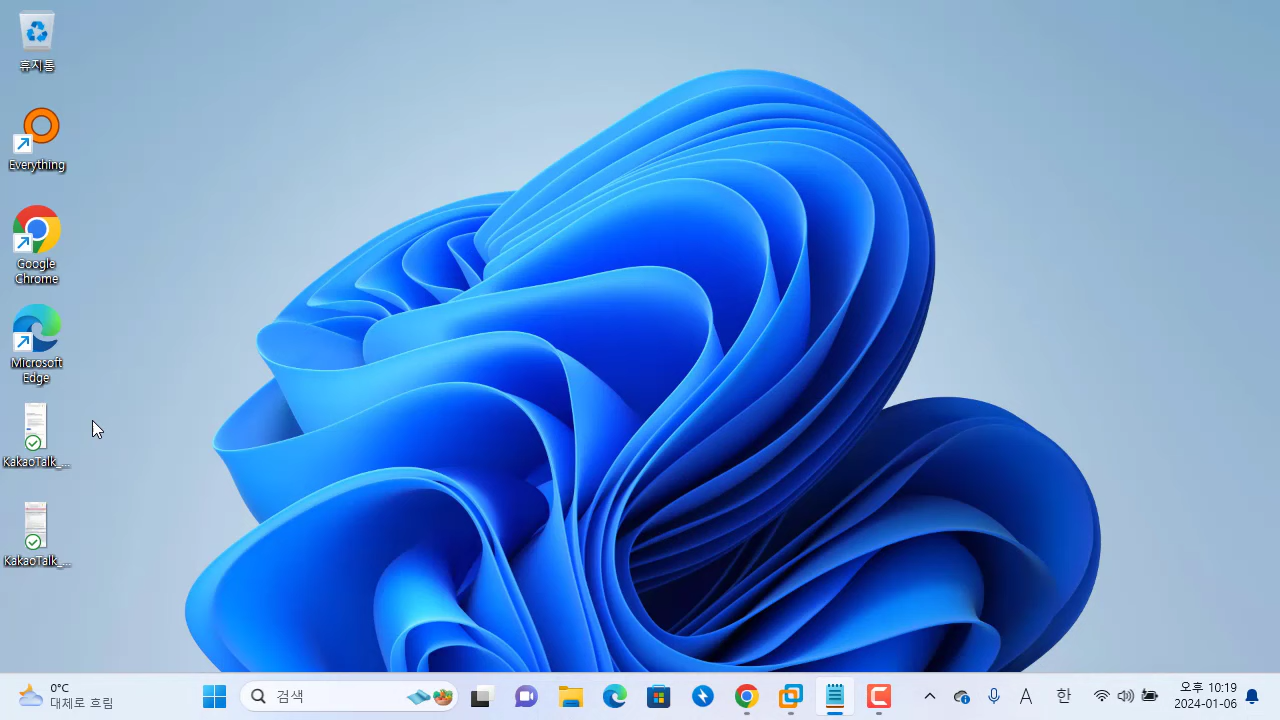 휴지통
Everything
Google
Chrome
Microsoft
Edge
KakaoTalk_...
KakaoTalk_...
0°C
대체로 흐림
검색
A
한
오후 10:19
2024-01-06